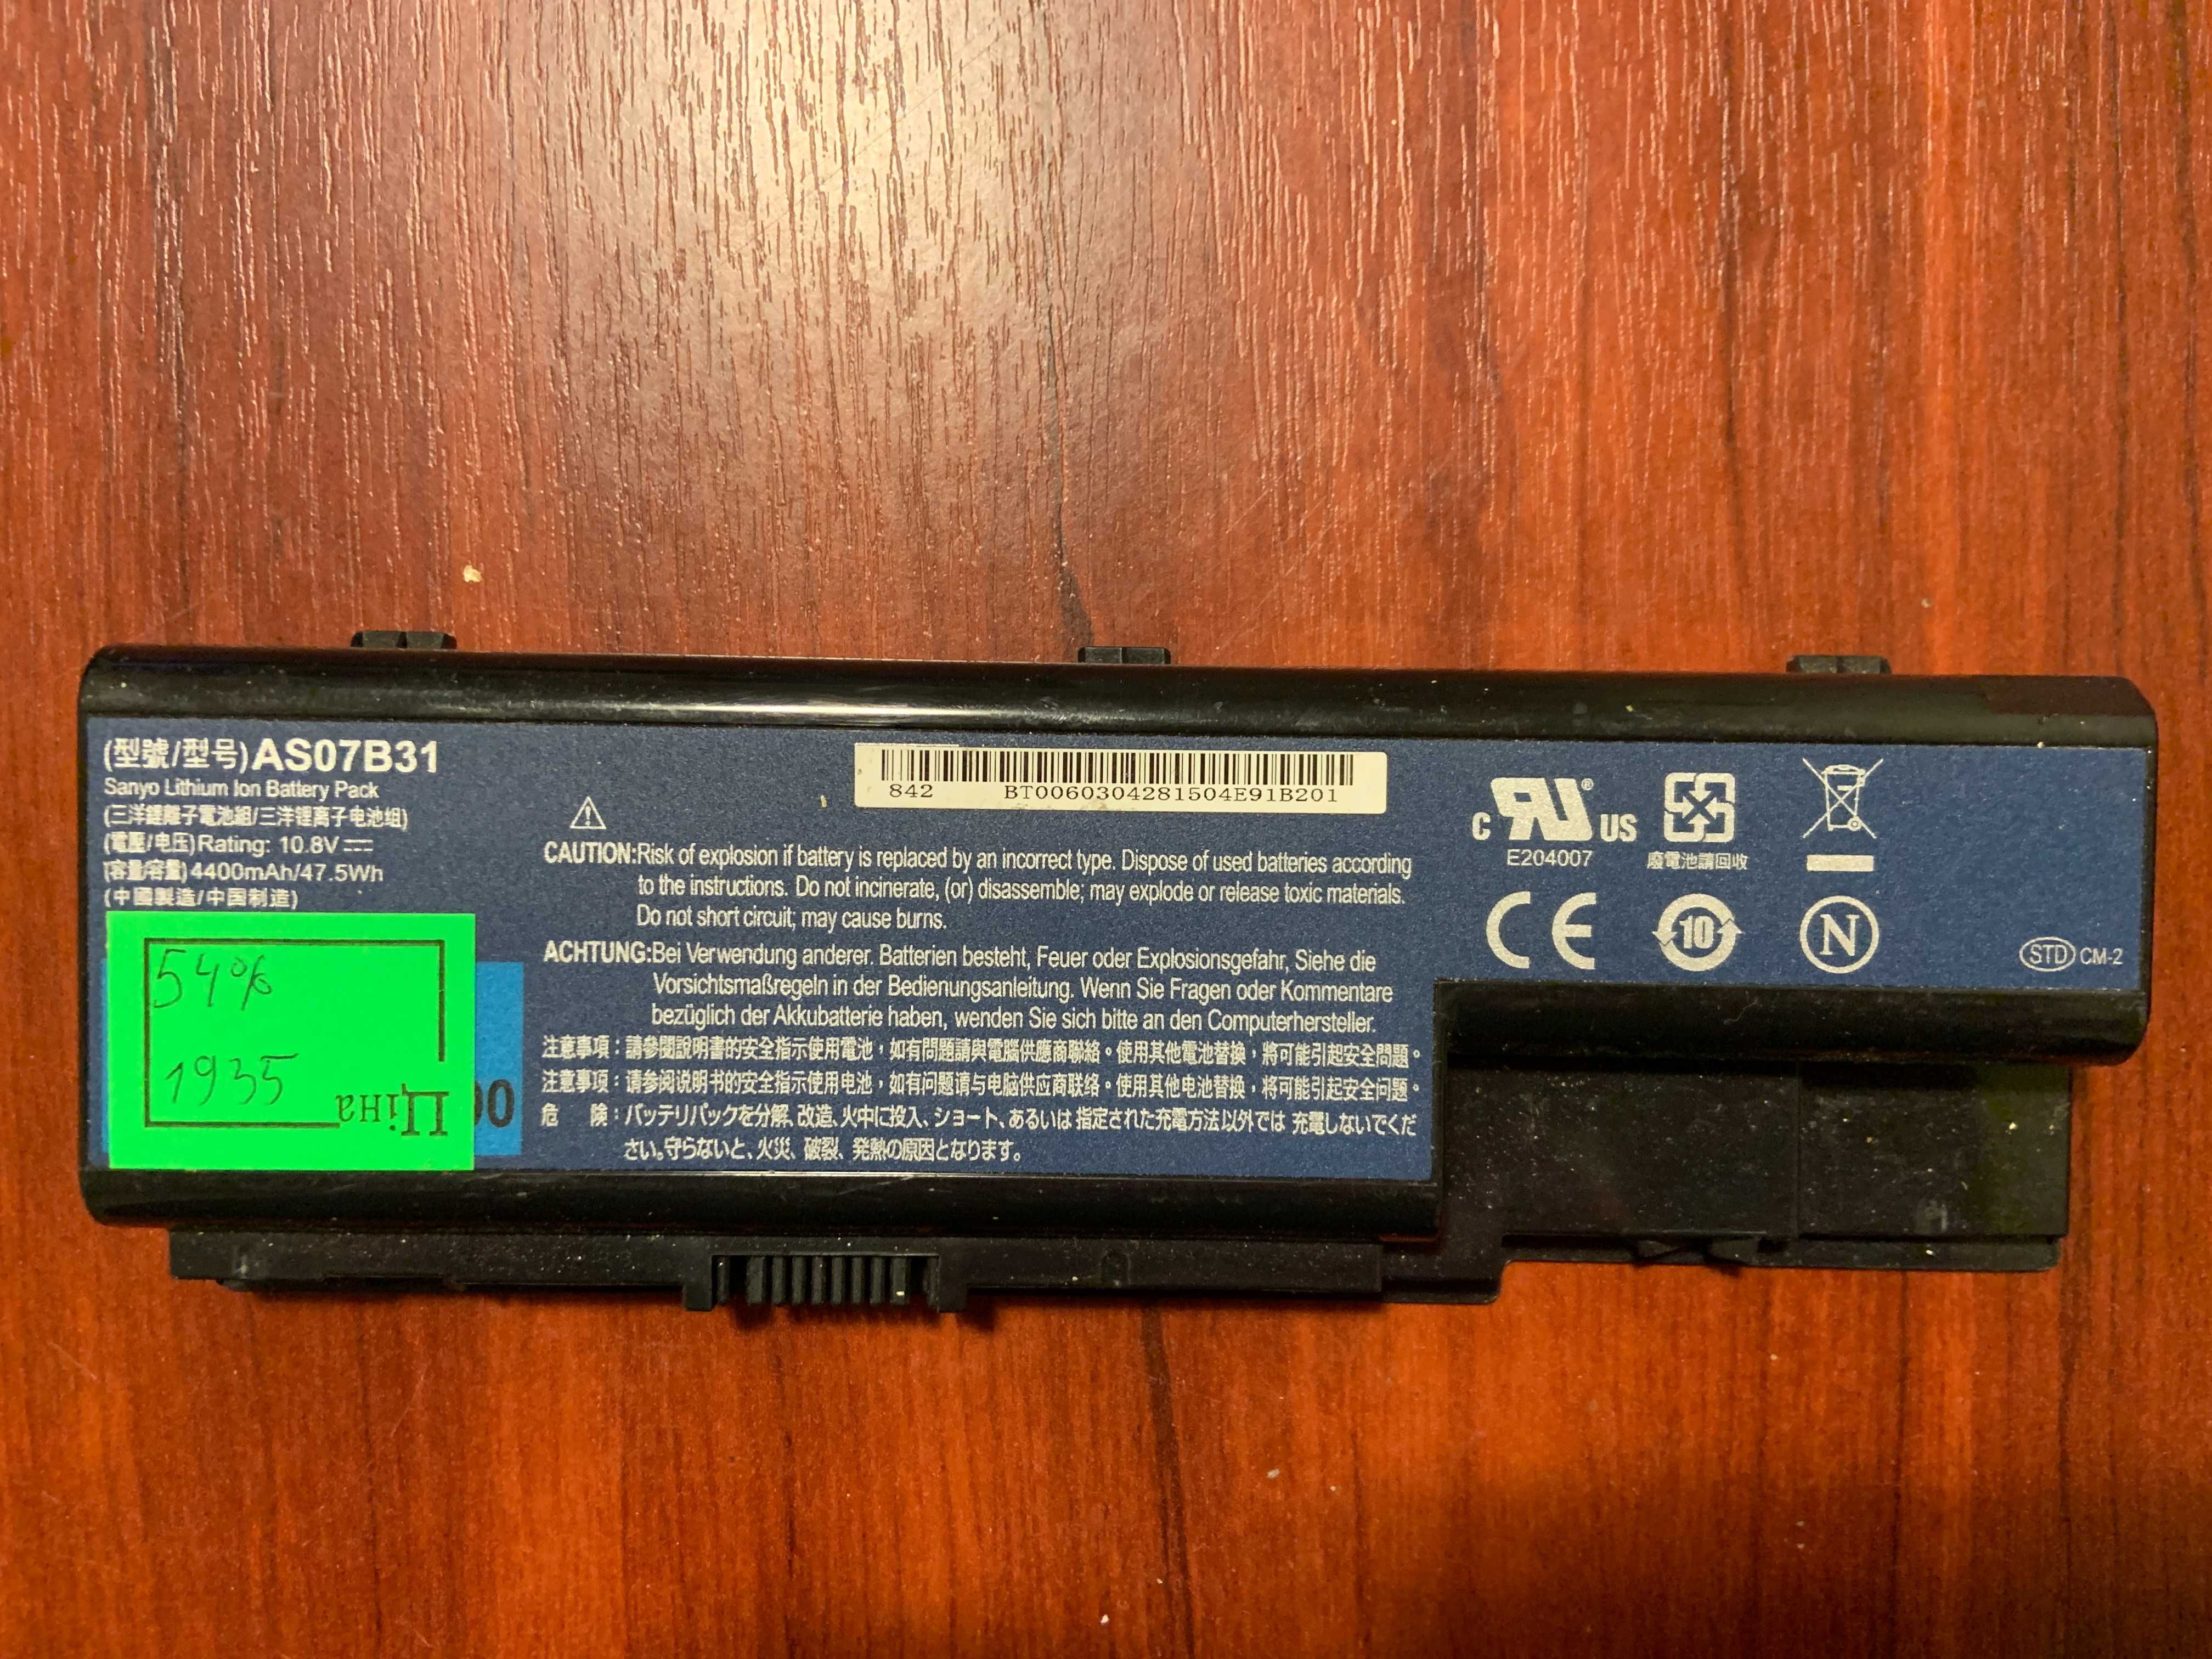 (型號/型号)AS07B31
Sanyo Lithium Ion Battery Pack
(三洋鋰離子電池組/三洋锂离子电池组)
(電壓/电压)Rating: 10.8V
(容量/容量)4400mAh/47.5Wh
(中國製造/中国制造)
54%
1935
Ціна
00
842 BT0060304281504E91B201
CAUTION:Risk of explosion if battery is replaced by an incorrect type. Dispose of used batteries according
to the instructions. Do not incinerate, (or) disassemble; may explode or release toxic materials.
Do not short circuit; may cause burns.
ACHTUNG:Bei Verwendung anderer. Batterien besteht, Feuer oder Explosionsgefahr, Siehe die
Vorsichtsmaßregeln in der Bedienungsanleitung. Wenn Sie Fragen oder Kommentare
bezüglich der Akkubatterie haben, wenden Sie sich bitte an den Computerhersteller.
注意事項：請參閱說明書的安全指示使用電池，如有問題請與電腦供應商聯絡。使用其他電池替換，將可能引起安全問題。
注意事项：请参阅说明书的安全指示使用电池，如有问题请与电脑供应商联络。使用其他电池替换，将可能引起安全问题。
危 険：バッテリパックを分解、改造、火中に投入、ショート、あるいは 指定された充電方法以外では 充電しないでくだ
さい。守らないと、火災、破裂、発熱の原因となります。
C RU ® US
E204007
廢電池請回收
CE
10
N
STD CM-2